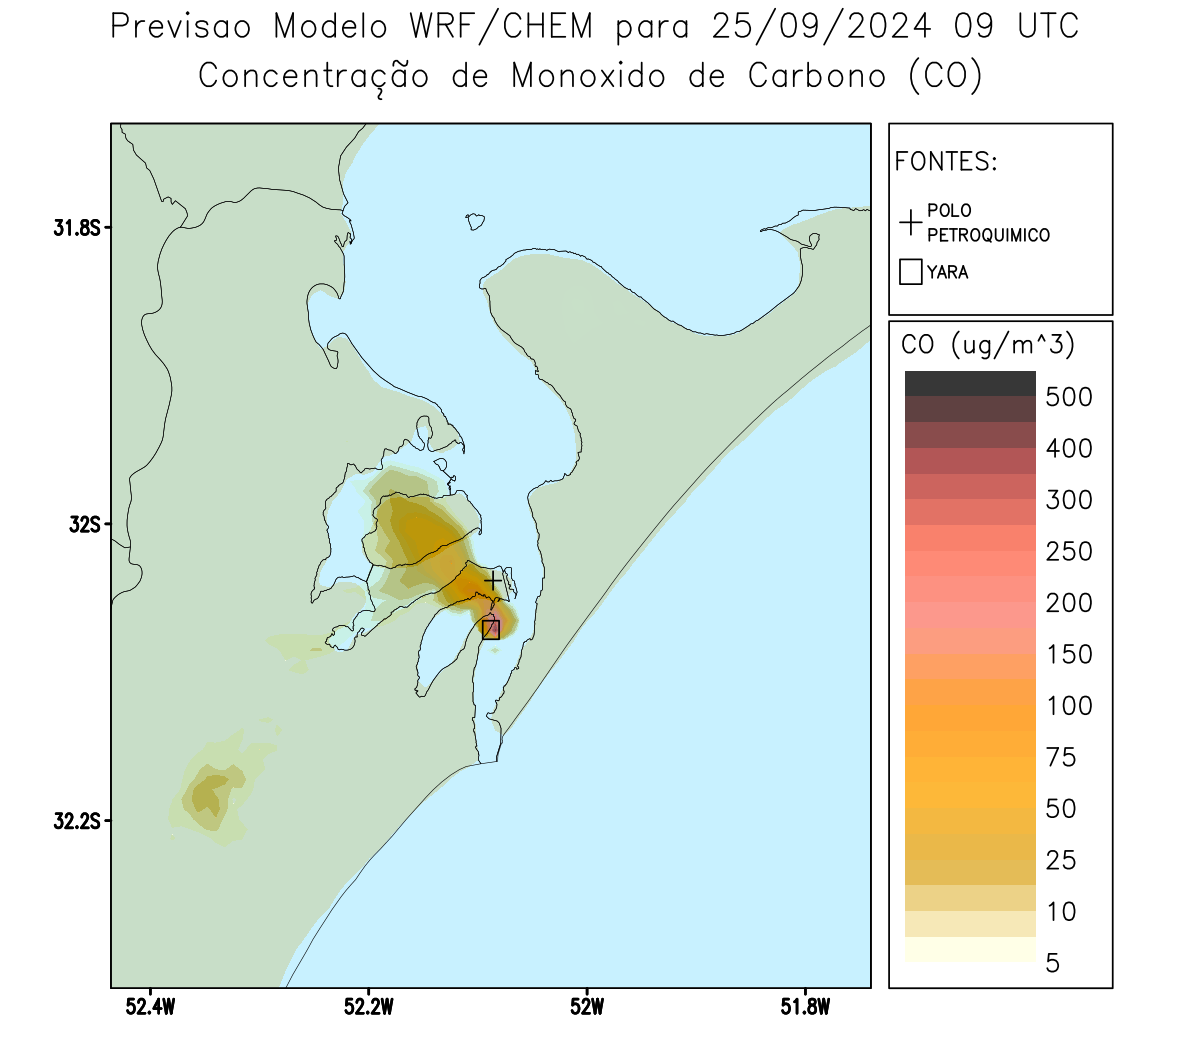 Previsao Modelo WRF/CHEM para 25/09/2024 09 UTC
Concentração de Monoxido de Carbono (CO)
FONTES:
POLO
PETROQUIMICO
YARA
CO (ug/m^3)
500
400
300
250
200
150
100
75
50
25
10
5
31.8S
32S
32.2S
52.4W
52.2W
52W
51.8W